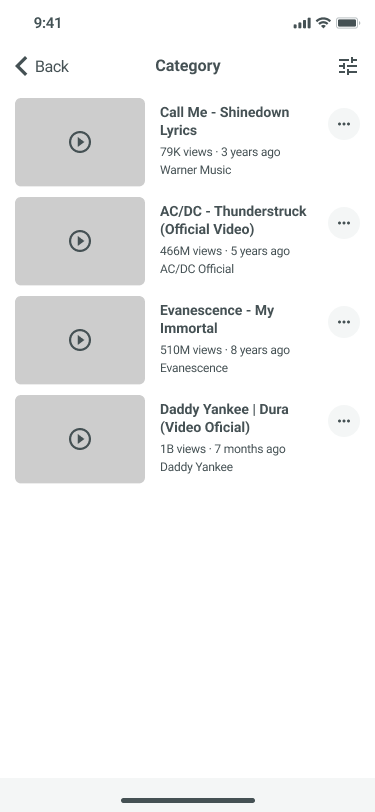 9:41
Back
Category
Call Me - Shinedown
Lyrics
79K views · 3 years ago
Warner Music
AC/DC - Thunderstruck
(Official Video)
466M views · 5 years ago
AC/DC Official
Evanescence - My
Immortal
510M views · 8 years ago
Evanescence
Daddy Yankee | Dura
(Video Oficial)
1B views · 7 months ago
Daddy Yankee